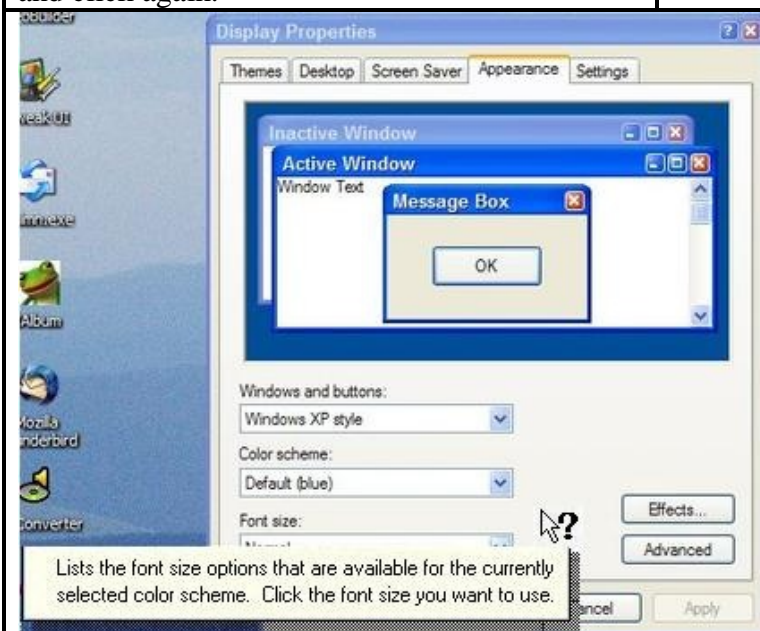 and click again.
Display Properties
Themes Desktop Screen Saver Appearance Settings
Inactive Window
Active Window
Window Text
Message Box
OK
Album
Mozilla
Converter
Windows and buttons:
Windows XP style
Color scheme:
Default (blue)
Font size:
Effects...
Advanced
Lists the font size options that are available for the currently
selected color scheme. Click the font size you want to use.
Apply